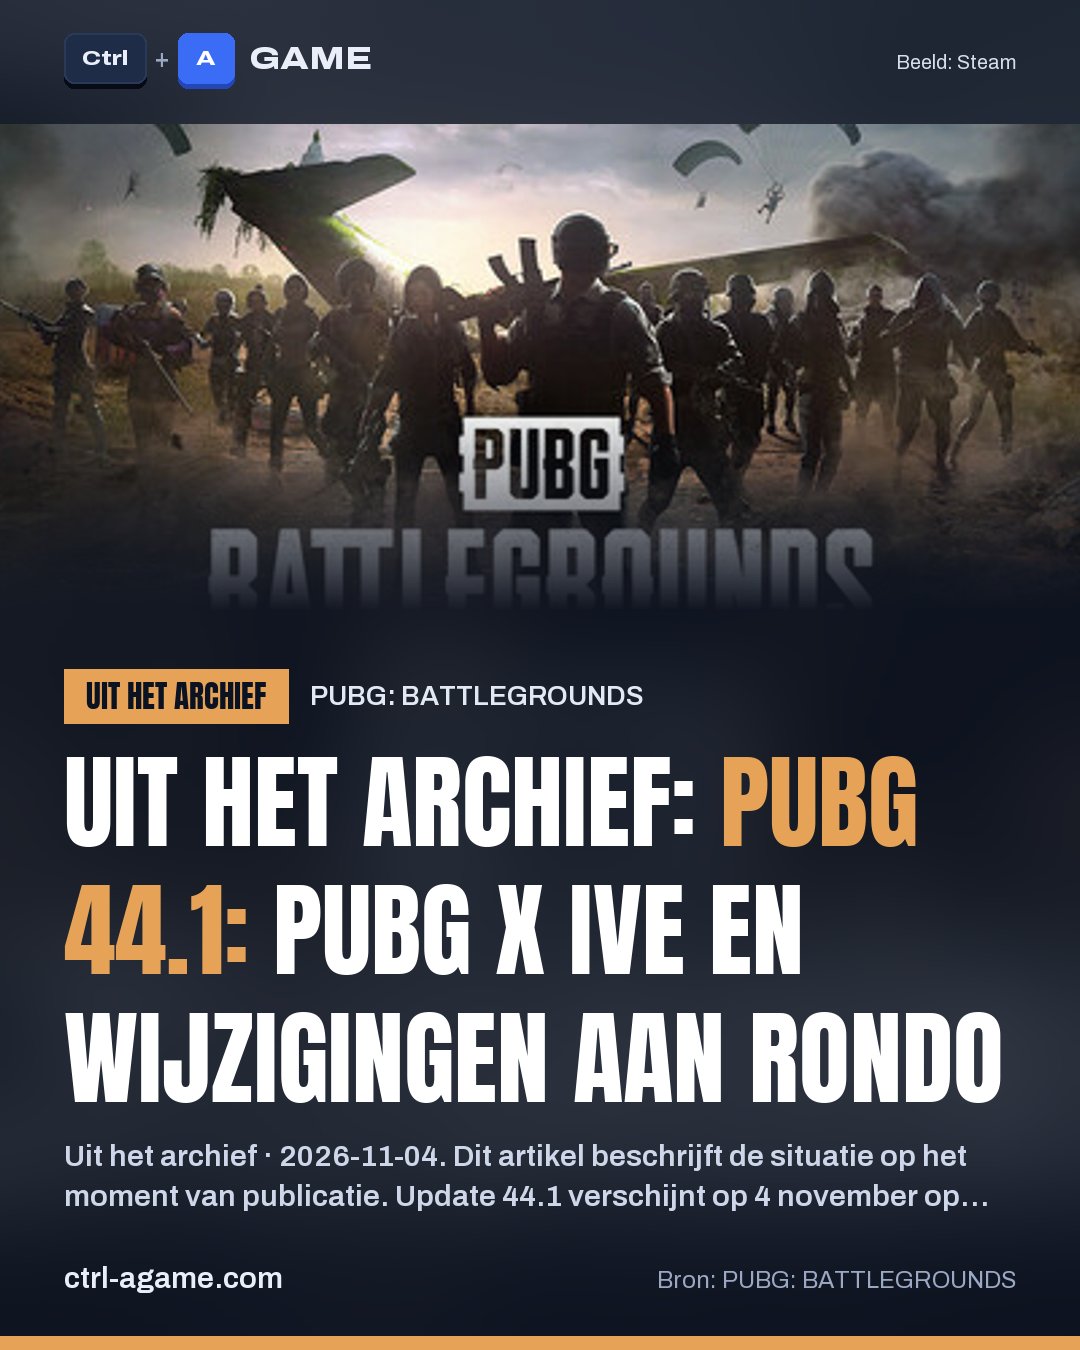 Ctrl + A GAME
Beeld: Steam
PUBG
BATTLEGROUNDS
UIT HET ARCHIEF
PUBG: BATTLEGROUNDS
UIT HET ARCHIEF: PUBG
44.1: PUBG X IVE EN
WIJZIGINGEN AAN RONDO
Uit het archief · 2026-11-04. Dit artikel beschrijft de situatie op het
moment van publicatie. Update 44.1 verschijnt op 4 november op...
ctrl-agame.com
Bron: PUBG: BATTLEGROUNDS